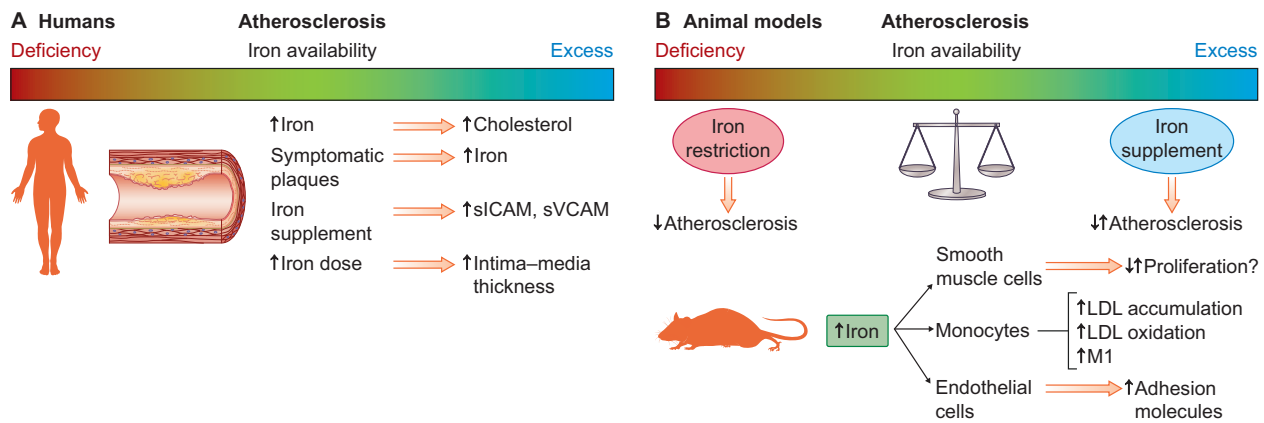 A Humans
Atherosclerosis
Deficiency
Iron availability
Excess
↑Iron
↑Cholesterol
Symptomatic
plaques
↑Iron
Iron
supplement
↑sICAM, sVCAM
↑Iron dose
↑Intima–media
thickness
B Animal models
Atherosclerosis
Deficiency
Iron availability
Excess
Iron
restriction
Iron
supplement
↓Atherosclerosis
↓↑Atherosclerosis
Smooth
muscle cells
↓↑Proliferation?
↑Iron
Monocytes
↑LDL accumulation
↑LDL oxidation
↑M1
Endothelial
cells
↑Adhesion
molecules